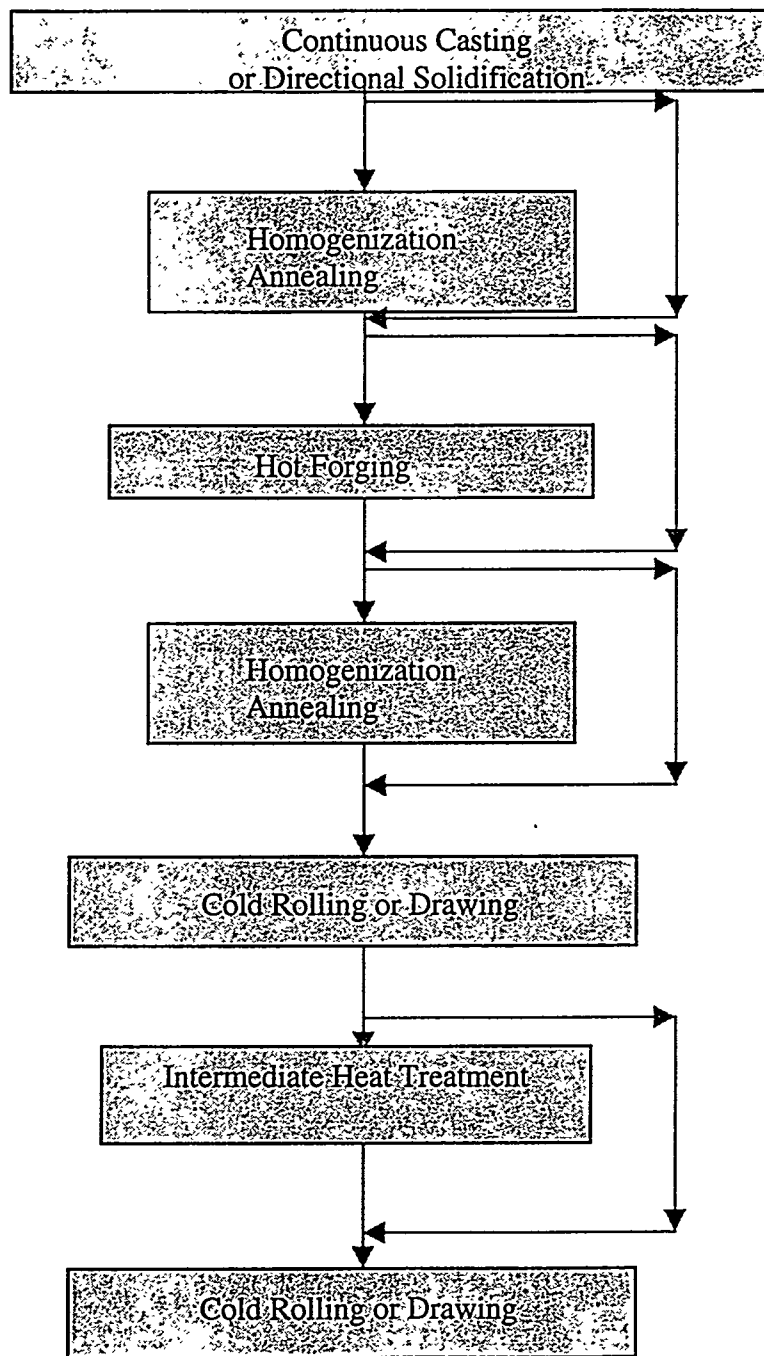 Continuous Casting
or Directional Solidification
Homogenization
Annealing
Hot Forging
Homogenization
Annealing
Cold Rolling or Drawing
Intermediate Heat Treatment
Cold Rolling or Drawing